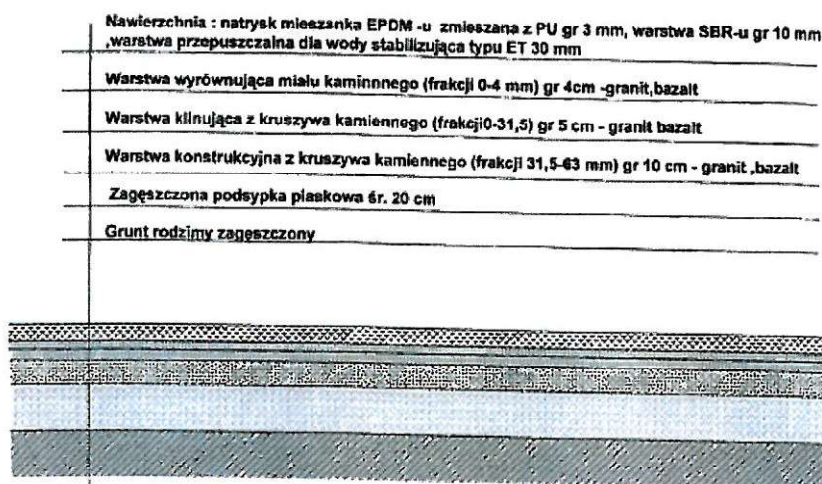 Nawierzchnia : natrysk mieszanka EPDM -u zmieszana z PU gr 3 mm, warstwa SBR-u gr 10 mm
,warstwa przepuszczalna dla wody stabilizująca typu ET 30 mm
Warstwa wyrównująca miału kaminnnego (frakcji 0-4 mm) gr 4cm -granit,bazalt
Warstwa klinująca z kruszywa kamiennego (frakcji0-31,5) gr 5 cm - granit bazalt
Warstwa konstrukcyjna z kruszywa kamiennego (frakcji 31,5-63 mm) gr 10 cm - granit ,bazalt
Zagęszczona podsypka piaskowa śr. 20 cm
Grunt rodzimy zagęszczony